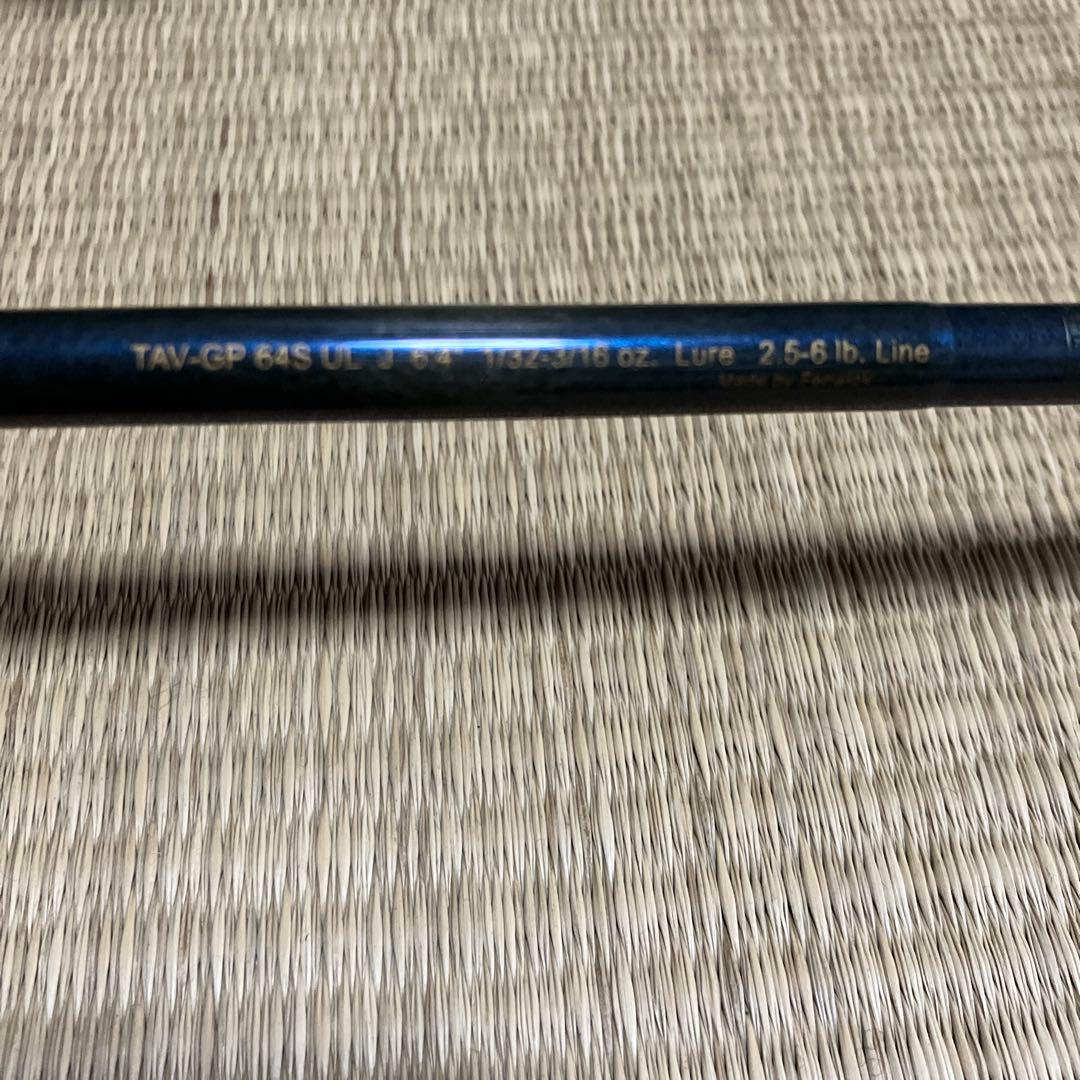 TAV-GP 64S UL J 6'4" 1/32-3/16 oz. Lure 2.5-6 lb. Line
Made by